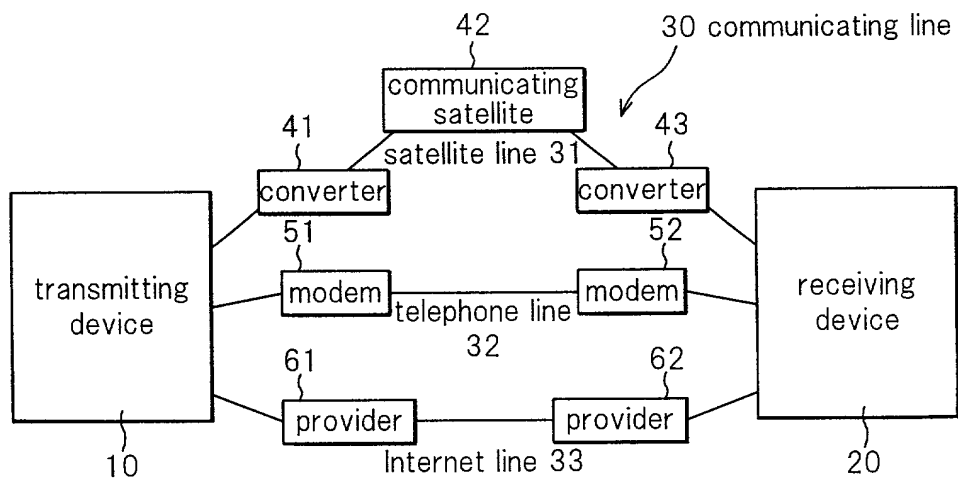 42
30 communicating line
communicating
satellite
41
43
satellite line 31
converter
converter
51
52
transmitting
device
modem
modem
receiving
device
telephone line
32
61
62
provider
provider
10
Internet line 33
20